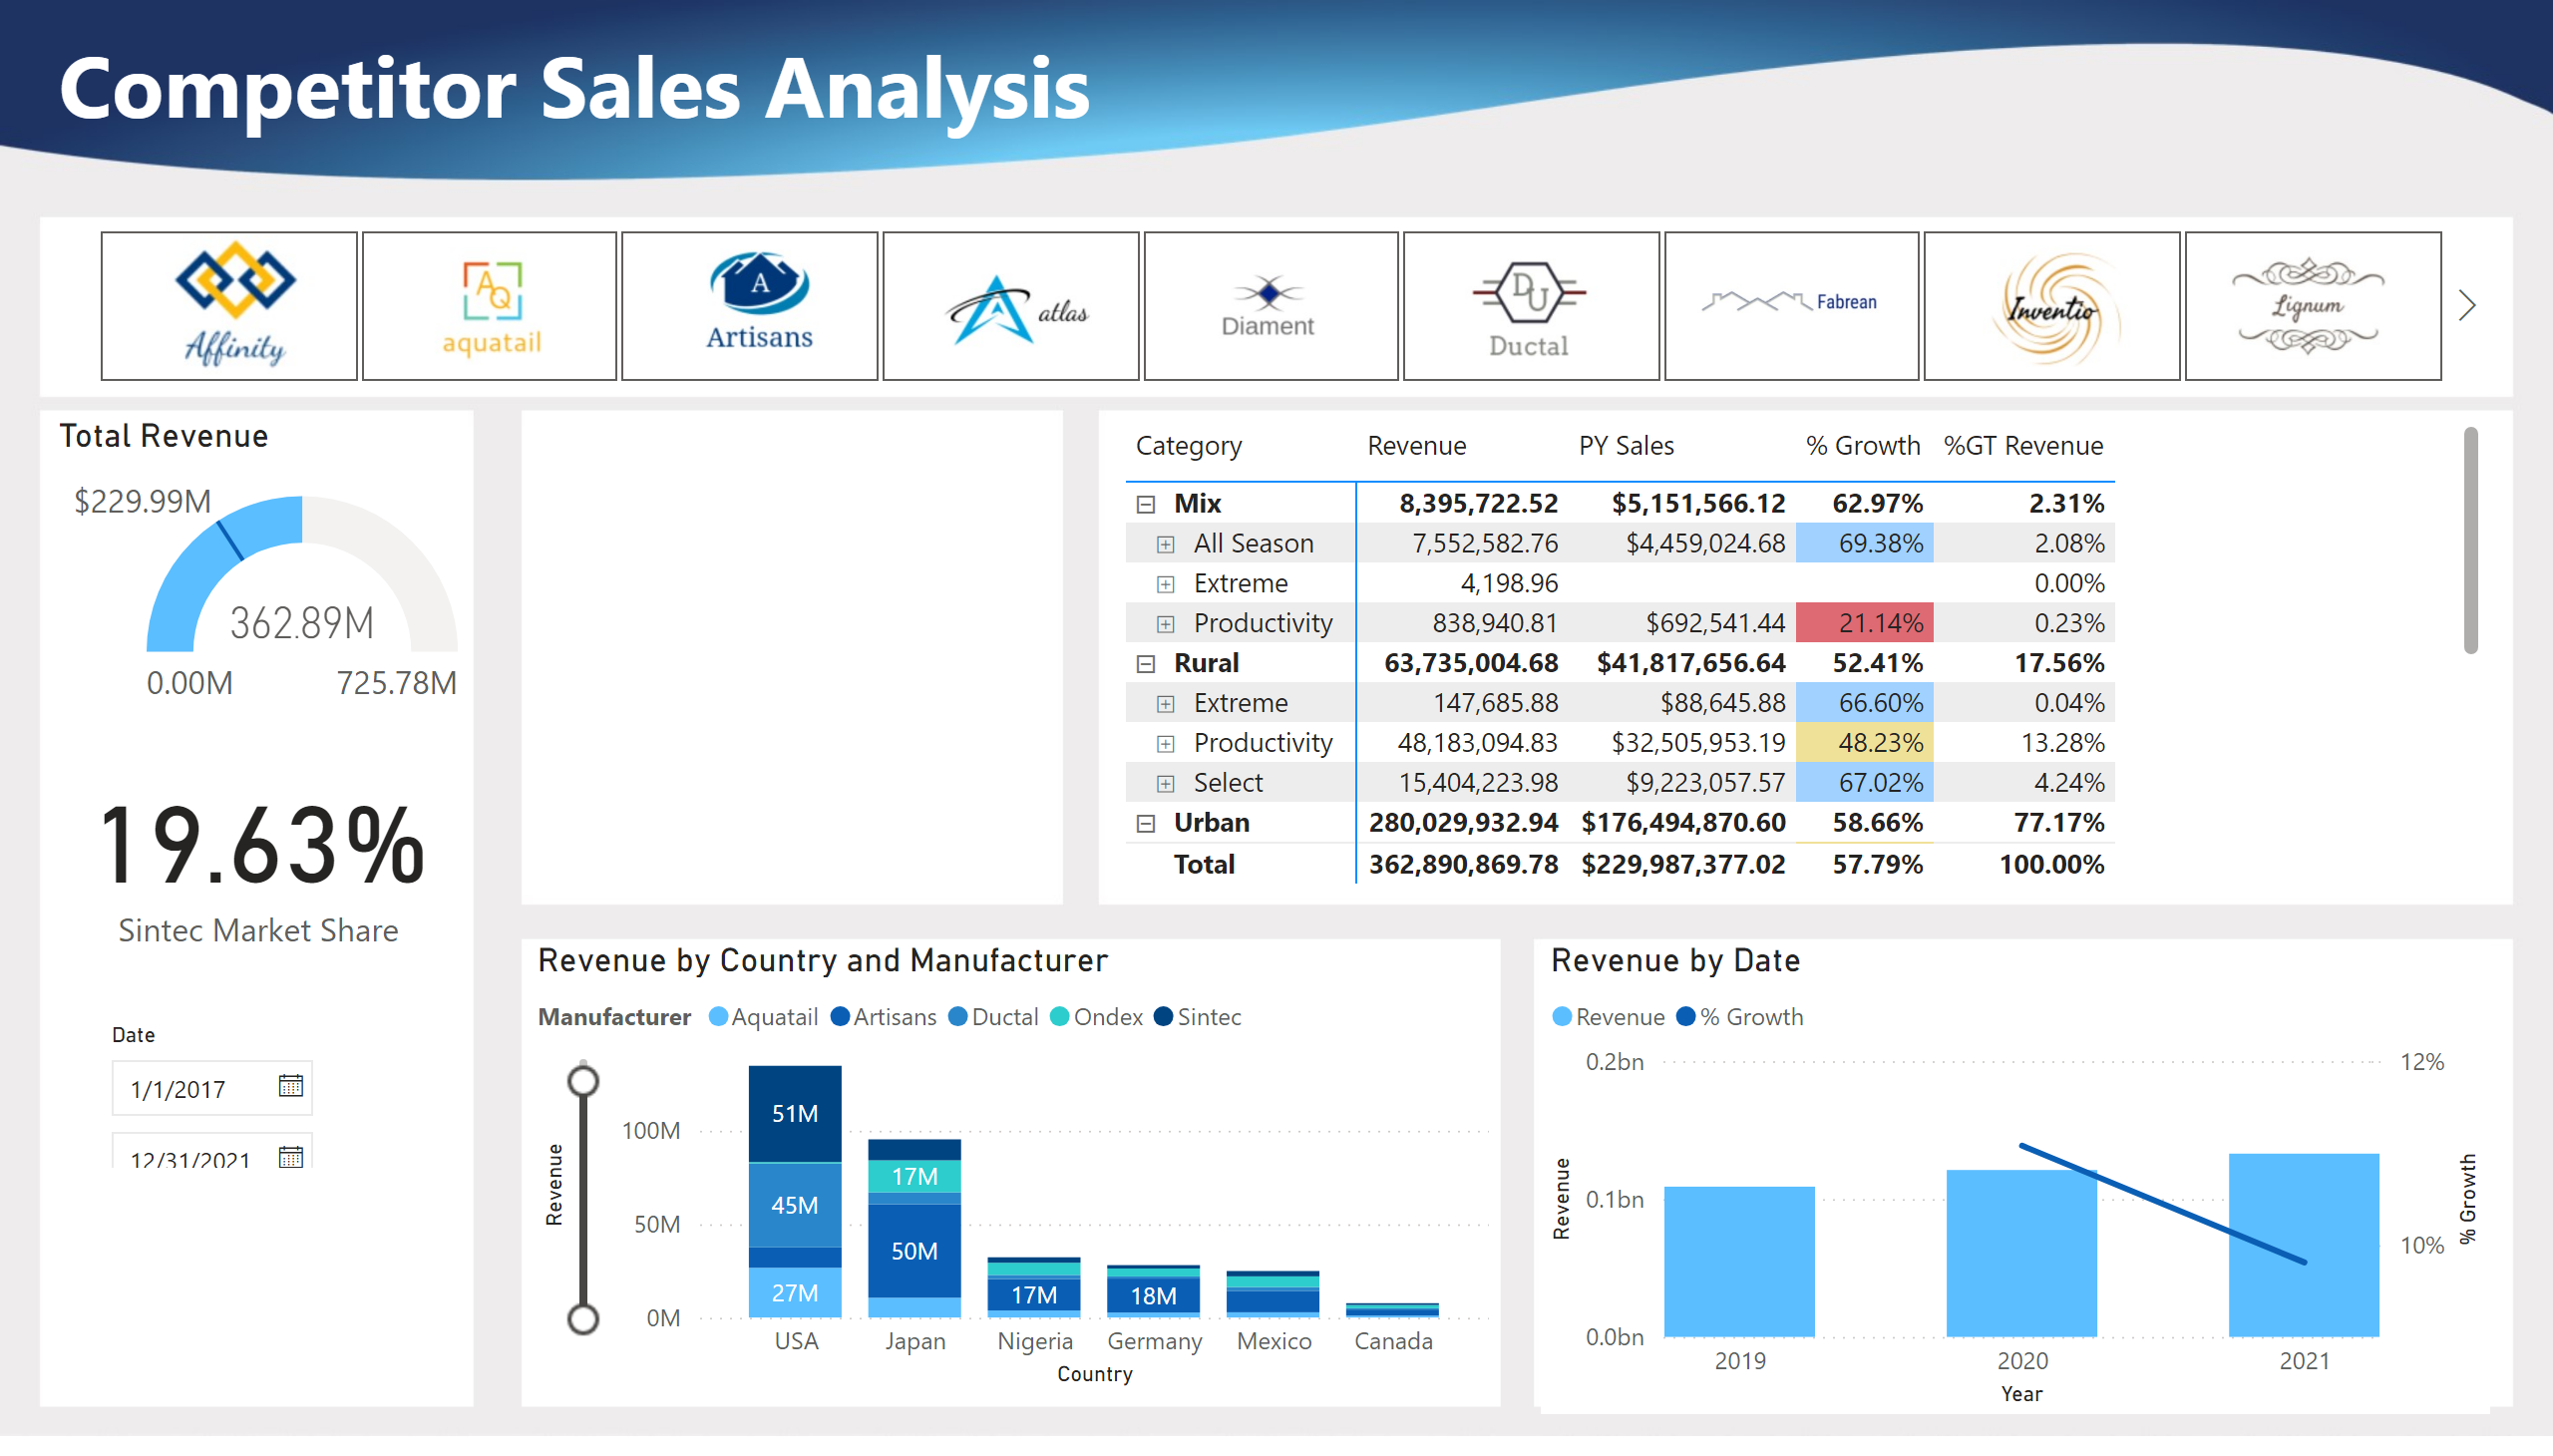 Competitor Sales Analysis
Affinity
AQ
aquatail
A
Artisans
atlas
Diament
DU
Ductal
Fabrean
Inventio
Lignum
Total Revenue
$229.99M
362.89M
0.00M 725.78M
19.63%
Sintec Market Share
Date
1/1/2017
12/31/2021
Category Revenue PY Sales % Growth %GT Revenue
Mix 8,395,722.52 $5,151,566.12 62.97% 2.31%
All Season 7,552,582.76 $4,459,024.68 69.38% 2.08%
Extreme 4,198.96 0.00%
Productivity 838,940.81 $692,541.44 21.14% 0.23%
Rural 63,735,004.68 $41,817,656.64 52.41% 17.56%
Extreme 147,685.88 $88,645.88 66.60% 0.04%
Productivity 48,183,094.83 $32,505,953.19 48.23% 13.28%
Select 15,404,223.98 $9,223,057.57 67.02% 4.24%
Urban 280,029,932.94 $176,494,870.60 58.66% 77.17%
Total 362,890,869.78 $229,987,377.02 57.79% 100.00%
Revenue by Country and Manufacturer
Manufacturer Aquatail Artisans Ductal Ondex Sintec
Revenue
100M
50M
0M
51M
45M
27M
17M
50M
17M
18M
USA Japan Nigeria Germany Mexico Canada
Country
Revenue by Date
Revenue % Growth
0.2bn 12%
0.1bn 10%
0.0bn
Revenue
% Growth
2019 2020 2021
Year